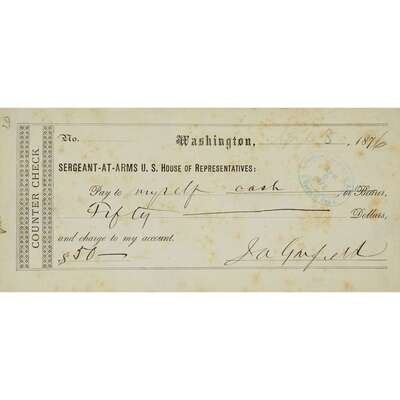 COUNTER CHECK.
No. Washington, 8, 1876
SERGEANT-AT-ARMS U. S. HOUSE OF REPRESENTATIVES:
Pay to myself cash or Bearer,
Fifty Dollars,
and charge to my account.
$50 J A Garfield